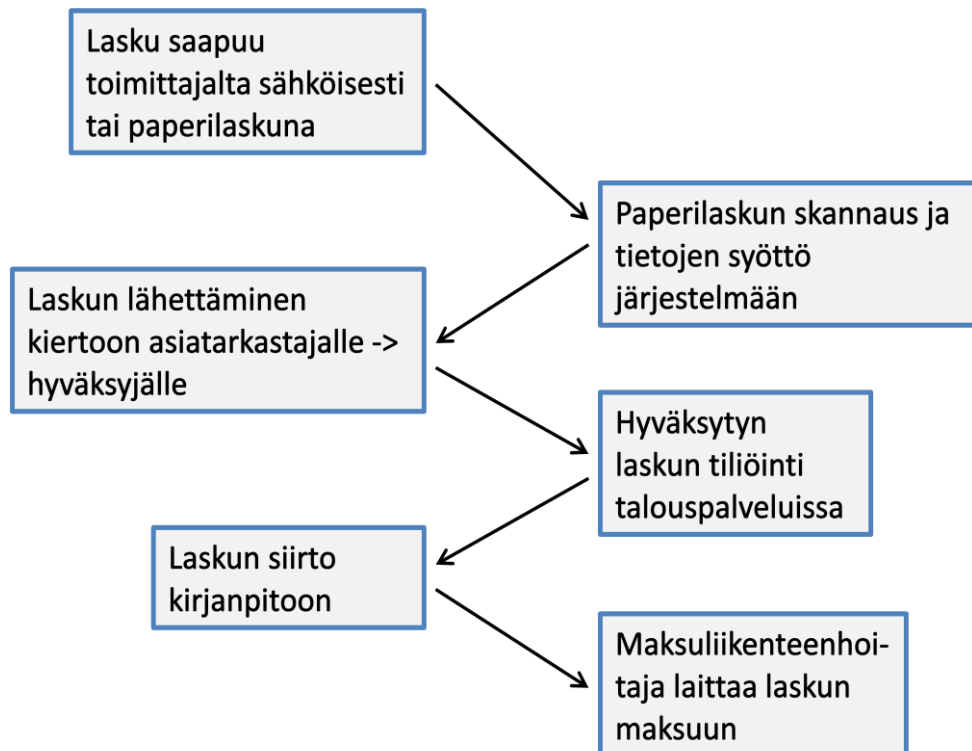 Lasku saapuu
toimittajalta sähköisesti
tai paperilaskuna
Paperilaskun skannaus ja
tietojen syöttö
järjestelmään
Laskun lähettäminen
kiertoon asiatarkastajalle ->
hyväksyjälle
Hyväksytyn
laskun tiliöinti
talouspalveluissa
Laskun siirto
kirjanpitoon
Maksuliikenteenhoi-
taja laittaa laskun
maksuun